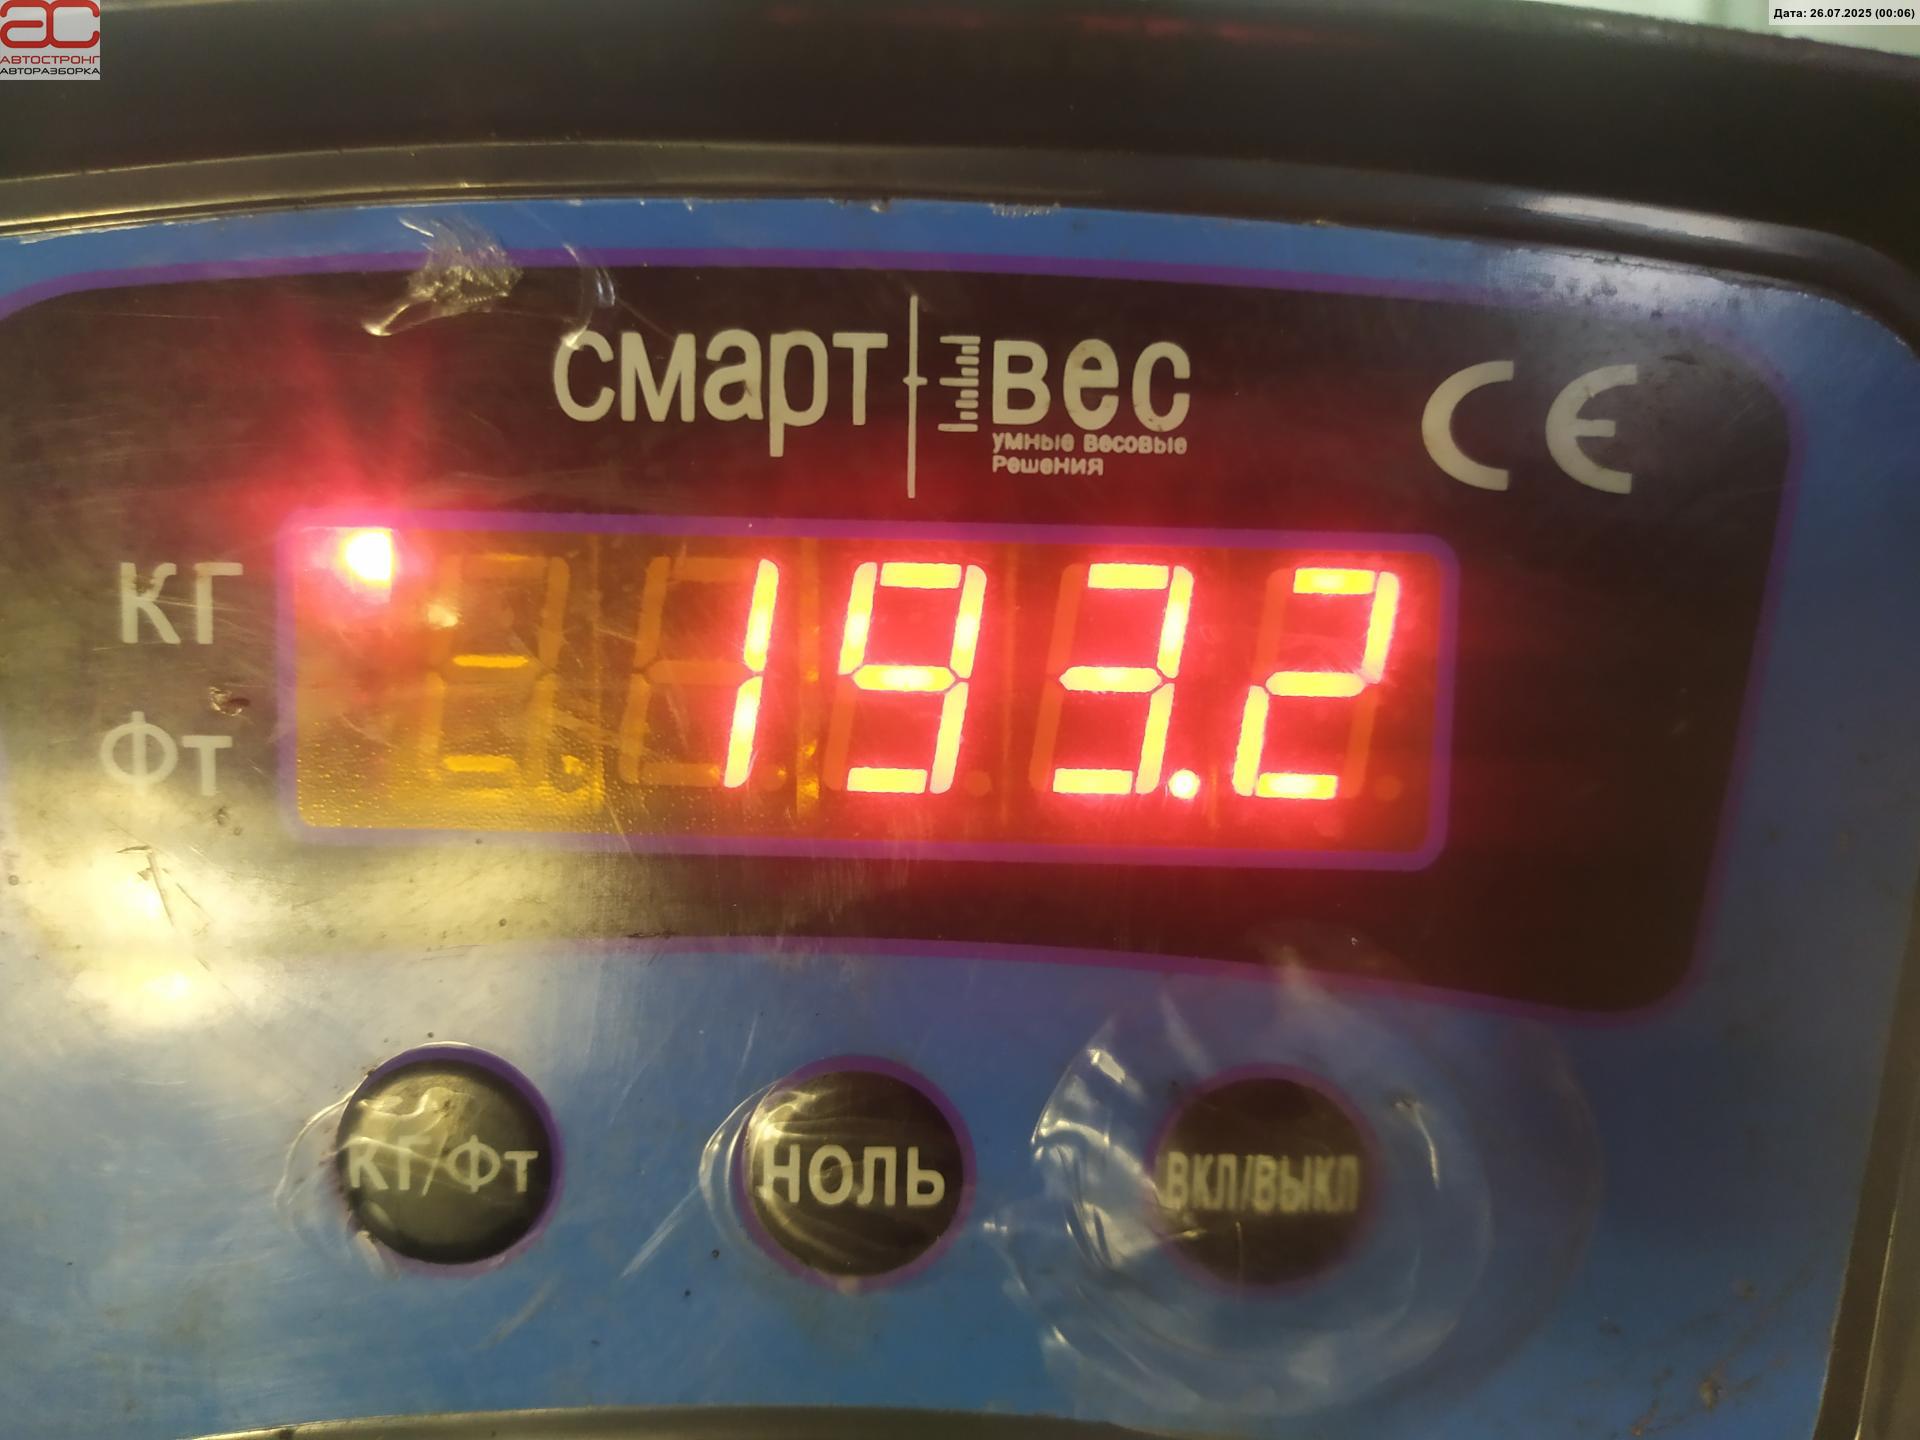 АС
АВТОСТРОНГ
АВТОРАЗБОРКА
Дата: 26.07.2025 (00:06)
смарт вес
умные весовые
решения
CE
КГ
193.2
Фт
КГ/Фт
НОЛЬ
ВКЛ/ВЫКЛ